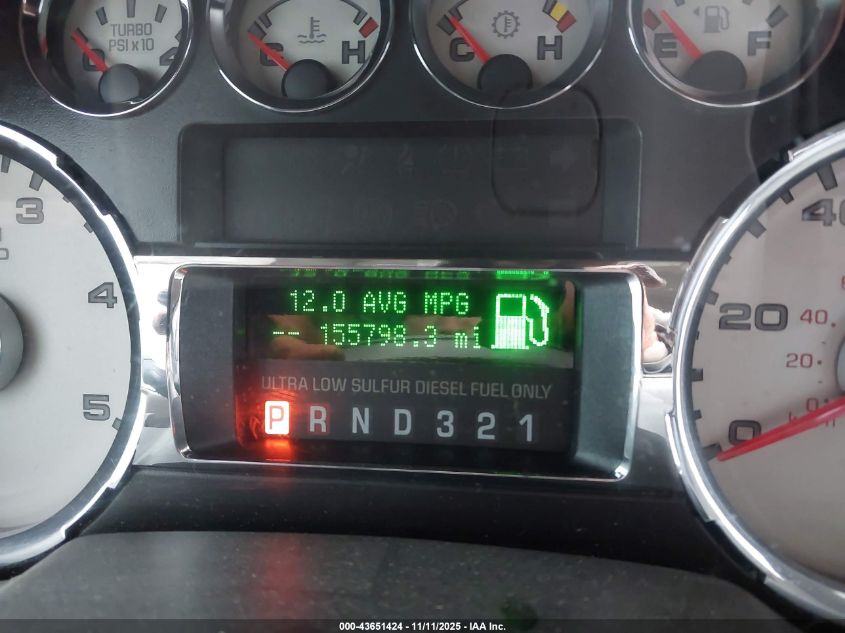 TURBO
PSI x 10
C H
C H
E F
3
4
5
12.0 AVG MPG
-- 155798.3 mi
ULTRA LOW SULFUR DIESEL FUEL ONLY
P R N D 3 2 1
20
0
40
20
0
000-43651424 - 11/11/2025 - IAA Inc.